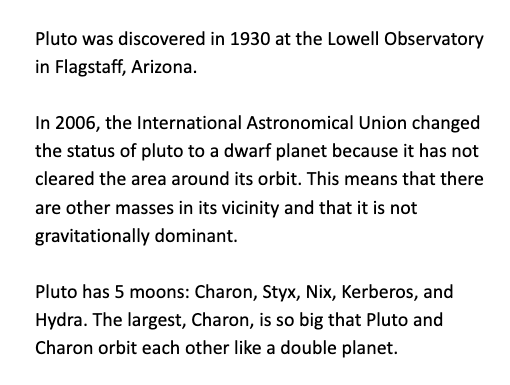 Pluto was discovered in 1930 at the Lowell Observatory
in Flagstaff, Arizona.
In 2006, the International Astronomical Union changed
the status of pluto to a dwarf planet because it has not
cleared the area around its orbit. This means that there
are other masses in its vicinity and that it is not
gravitationally dominant.
Pluto has 5 moons: Charon, Styx, Nix, Kerberos, and
Hydra. The largest, Charon, is so big that Pluto and
Charon orbit each other like a double planet.